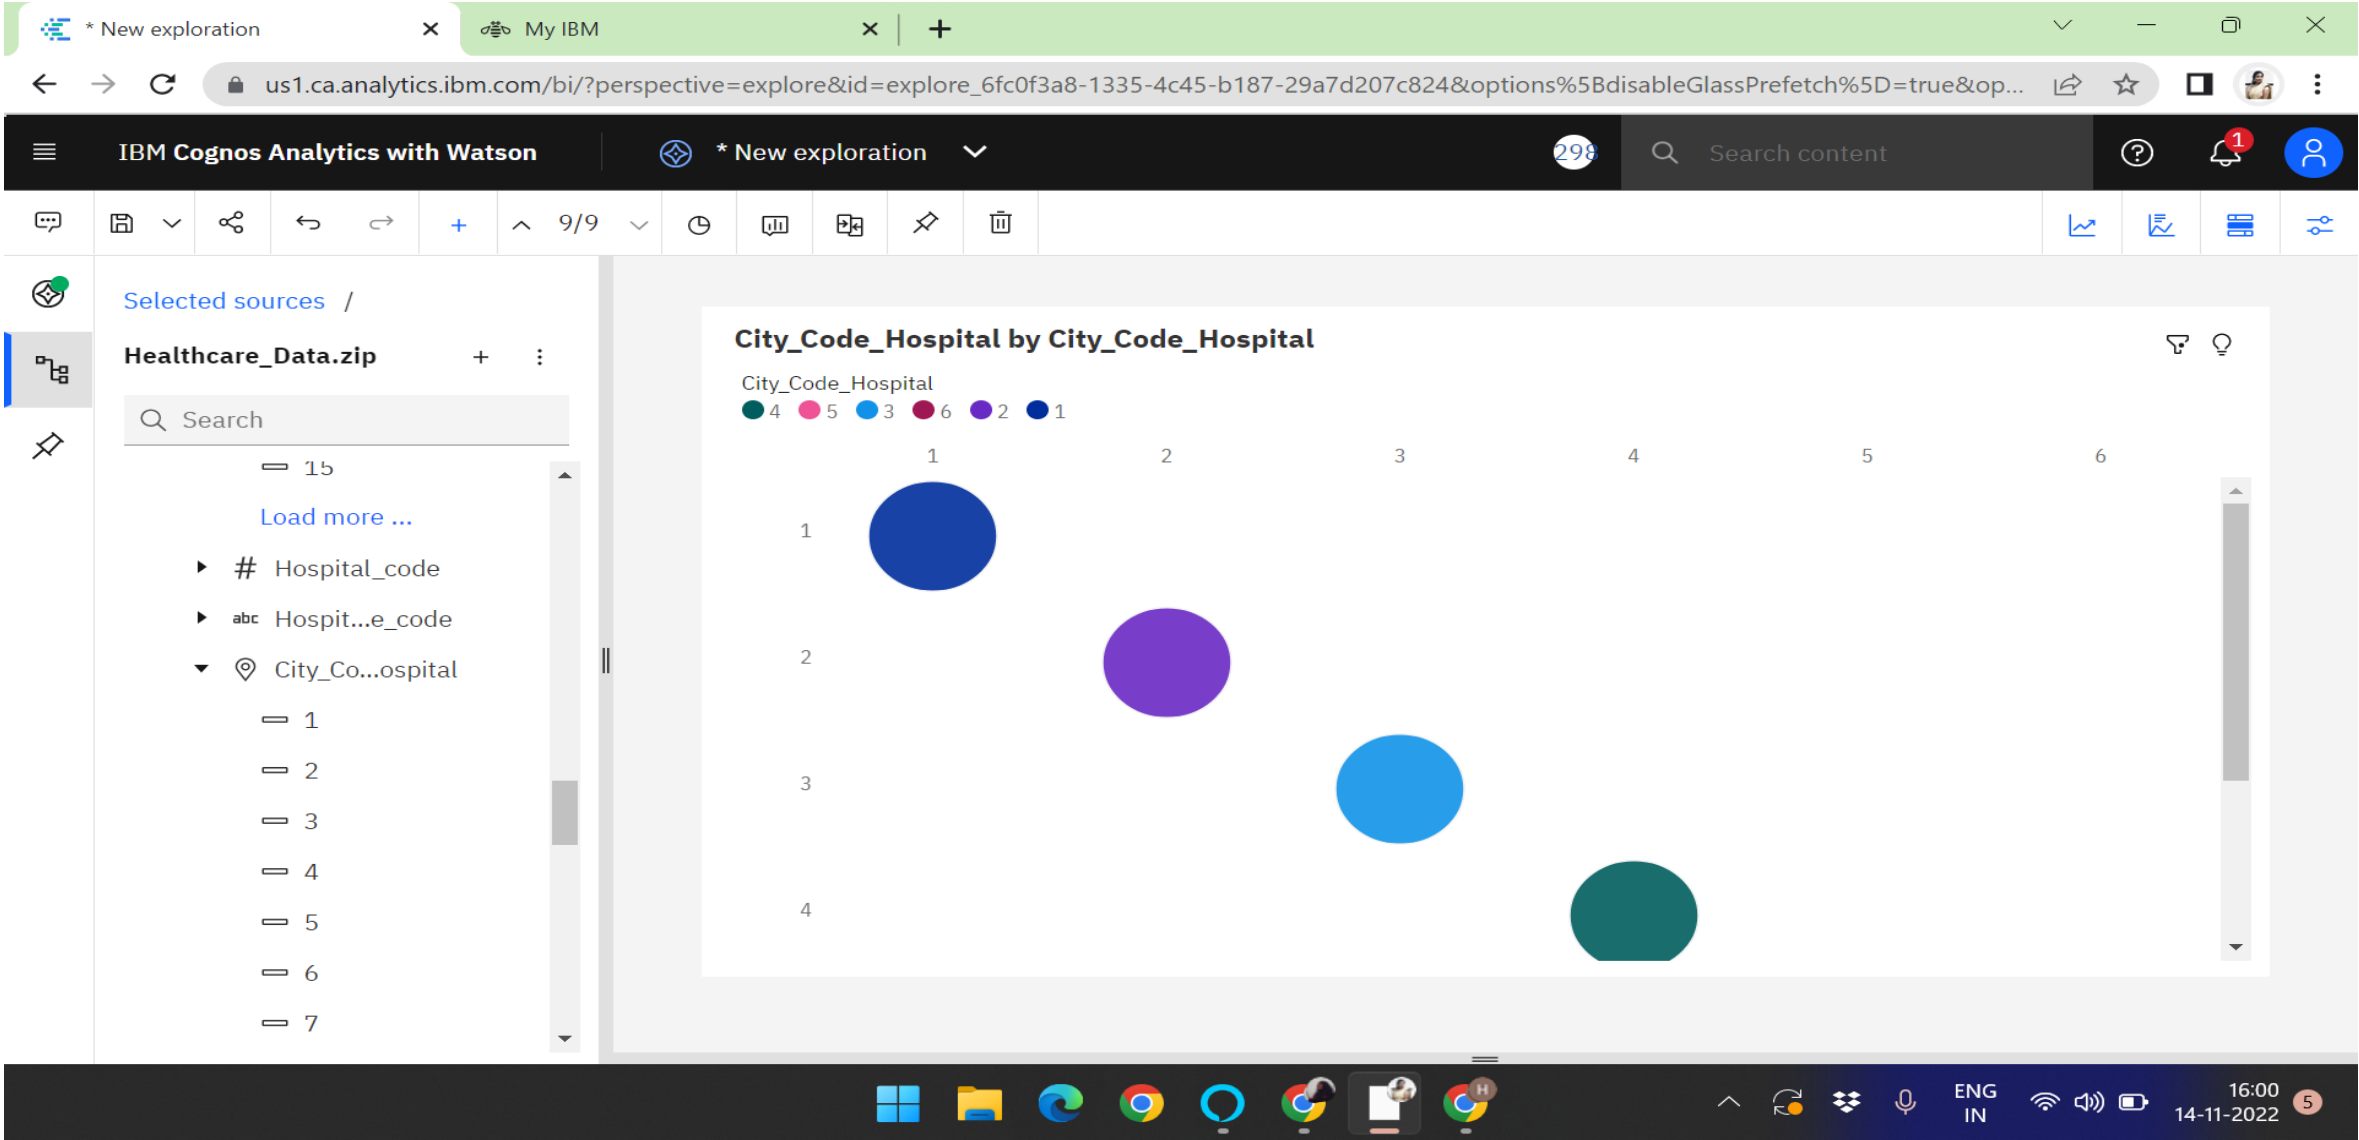 * New exploration
My IBM
us1.ca.analytics.ibm.com/bi/?perspective=explore&id=explore_6fc0f3a8-1335-4c45-b187-29a7d207c824&options%5BdisableGlassPrefetch%5D=true&op...
IBM Cognos Analytics with Watson
* New exploration
298
Search content
1
9/9
Selected sources /
Healthcare_Data.zip
Search
15
Load more ...
# Hospital_code
abc Hospit...e_code
City_Co...ospital
1
2
3
4
5
6
7
City_Code_Hospital by City_Code_Hospital
City_Code_Hospital
4 5 3 6 2 1
1 2 3 4 5 6
1
2
3
4
H
ENG
IN
16:00
14-11-2022
5